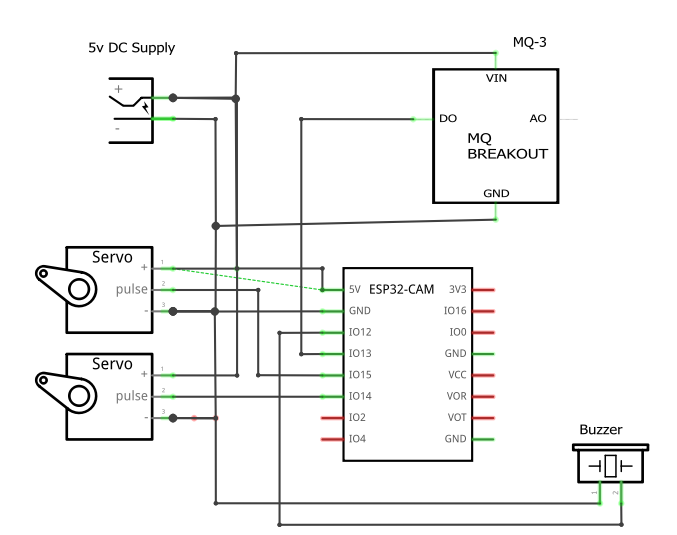 5v DC Supply
+
-
MQ-3
VIN
DO
AO
MQ
BREAKOUT
GND
Servo
+
1
pulse
2
-
3
Servo
+
1
pulse
2
-
3
ESP32-CAM
5V
3V3
GND
IO16
IO12
IO0
IO13
GND
IO15
VCC
IO14
VOR
IO2
VOT
IO4
GND
Buzzer
1
2